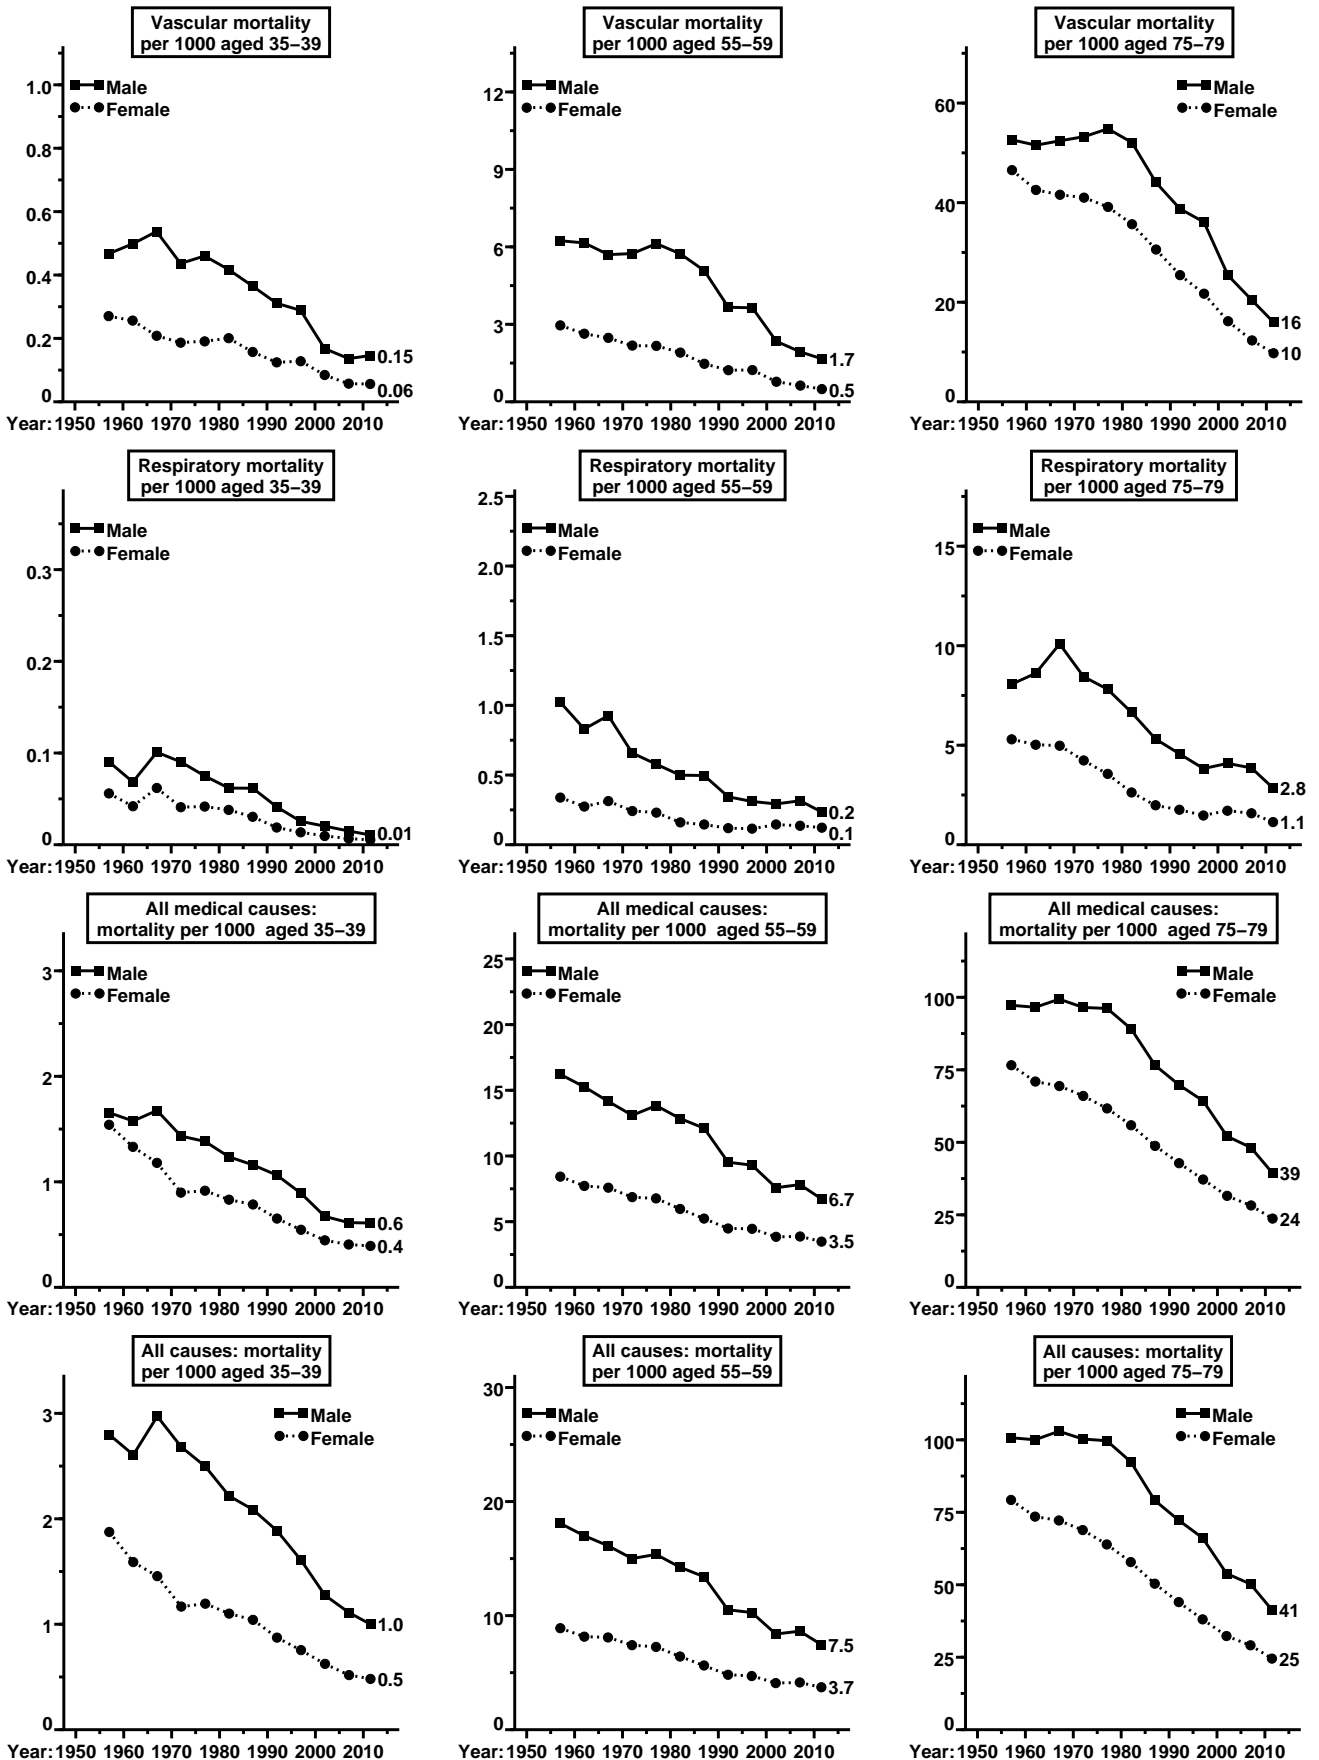 Vascular mortality
per 1000 aged 35–39
1.0
0.8
0.6
0.4
0.2
0
Male
Female
0.15
0.06
Year: 1950 1960 1970 1980 1990 2000 2010
Vascular mortality
per 1000 aged 55–59
12
9
6
3
0
Male
Female
1.7
0.5
1950 1960 1970 1980 1990 2000 2010
Vascular mortality
per 1000 aged 75–79
60
40
20
0
Male
Female
16
10
Year: 1950 1960 1970 1980 1990 2000 2010
Respiratory mortality
per 1000 aged 35–39
0.3
0.2
0.1
0
Male
Female
0.01
Year: 1950 1960 1970 1980 1990 2000 2010
Respiratory mortality
per 1000 aged 55–59
2.5
2.0
1.5
1.0
0.5
0
Male
Female
0.2
0.1
Year: 1950 1960 1970 1980 1990 2000 2010
Respiratory mortality
per 1000 aged 75–79
15
10
5
0
Male
Female
2.8
1.1
Year: 1950 1960 1970 1980 1990 2000 2010
All medical causes:
mortality per 1000 aged 35–39
3
2
1
0
Male
Female
0.6
0.4
Year: 1950 1960 1970 1980 1990 2000 2010
All medical causes:
mortality per 1000 aged 55–59
25
20
15
10
5
0
Male
Female
6.7
3.5
Year: 1950 1960 1970 1980 1990 2000 2010
All medical causes:
mortality per 1000 aged 75–79
100
75
50
25
0
Male
Female
39
24
Year: 1950 1960 1970 1980 1990 2000 2010
All causes: mortality
per 1000 aged 35–39
3
2
1
0
Male
Female
1.0
0.5
Year: 1950 1960 1970 1980 1990 2000 2010
All causes: mortality
per 1000 aged 55–59
30
20
10
0
Male
Female
7.5
3.7
Year: 1950 1960 1970 1980 1990 2000 2010
All causes: mortality
per 1000 aged 75–79
100
75
50
25
0
Male
Female
41
25
Year: 1950 1960 1970 1980 1990 2000 2010